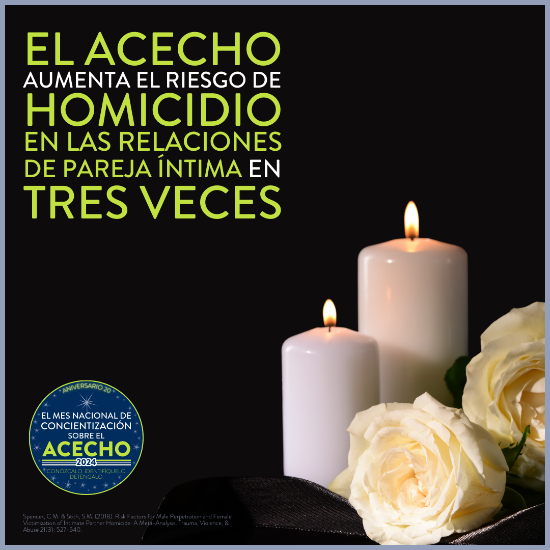 EL ACECHO
AUMENTA EL RIESGO DE
HOMICIDIO
EN LAS RELACIONES
DE PAREJA ÍNTIMA EN
TRES VECES
ANIVERSARIO 20
EL MES NACIONAL DE
CONCIENTIZACIÓN
SOBRE EL
ACECHO
2024
CONÓZCALO. IDENTIFÍQUELO.
DETÉNGALO.
Spencer, C.M. & Stith, S.M. (2018). Risk Factors for Male Perpetration and Female
Victimization of Intimate Partner Homicide: A Meta-Analysis. Trauma, Violence, &
Abuse 21(3): 527-540.